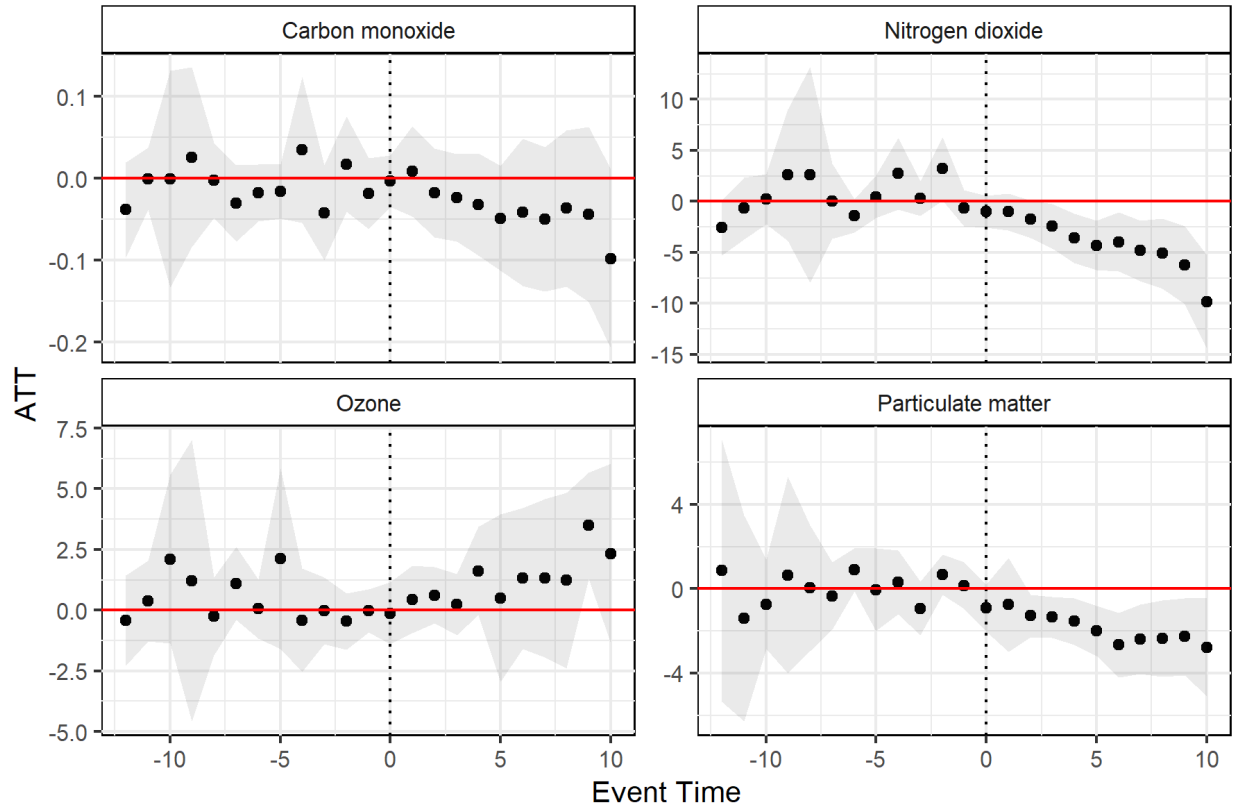 Carbon monoxide
Nitrogen dioxide
0.1
0.0
-0.1
-0.2
10
5
0
-5
-10
-15
ATT
Ozone
Particulate matter
7.5
5.0
2.5
0.0
-2.5
-5.0
4
0
-4
-10 -5 0 5 10
-10 -5 0 5 10
Event Time